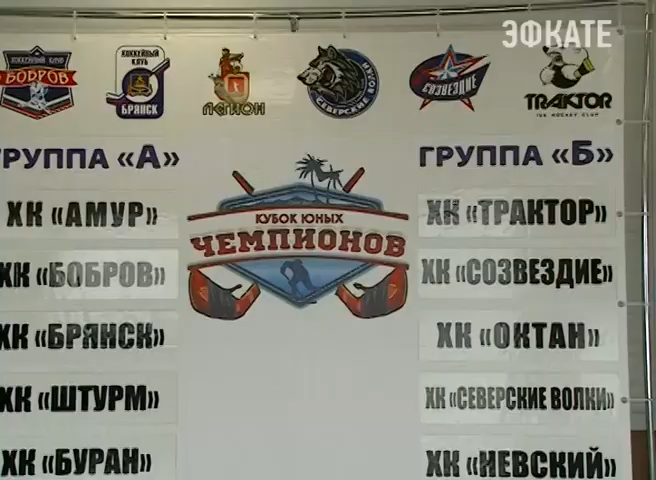 ЭФКАТЕ
ХОККЕЙНЫЙ КЛУБ
БОБРОВ
ХОККЕЙНЫЙ
КЛУБ
БРЯНСК
ЛЕГИОН
СЕВЕРСКИЕ ВОЛКИ
СОЗВЕЗДИЕ
TRAKTOR
ICE HOCKEY CLUB
ГРУППА «А»
ХК «АМУР»
ХК «БОБРОВ»
ХК «БРЯНСК»
ХК «ШТУРМ»
ХК «БУРАН»
КУБОК ЮНЫХ
ЧЕМПИОНОВ
ГРУППА «Б»
ХК «ТРАКТОР»
ХК «СОЗВЕЗДИЕ»
ХК «ОКТАН»
ХК «СЕВЕРСКИЕ ВОЛКИ»
ХК «НЕВСКИЙ»